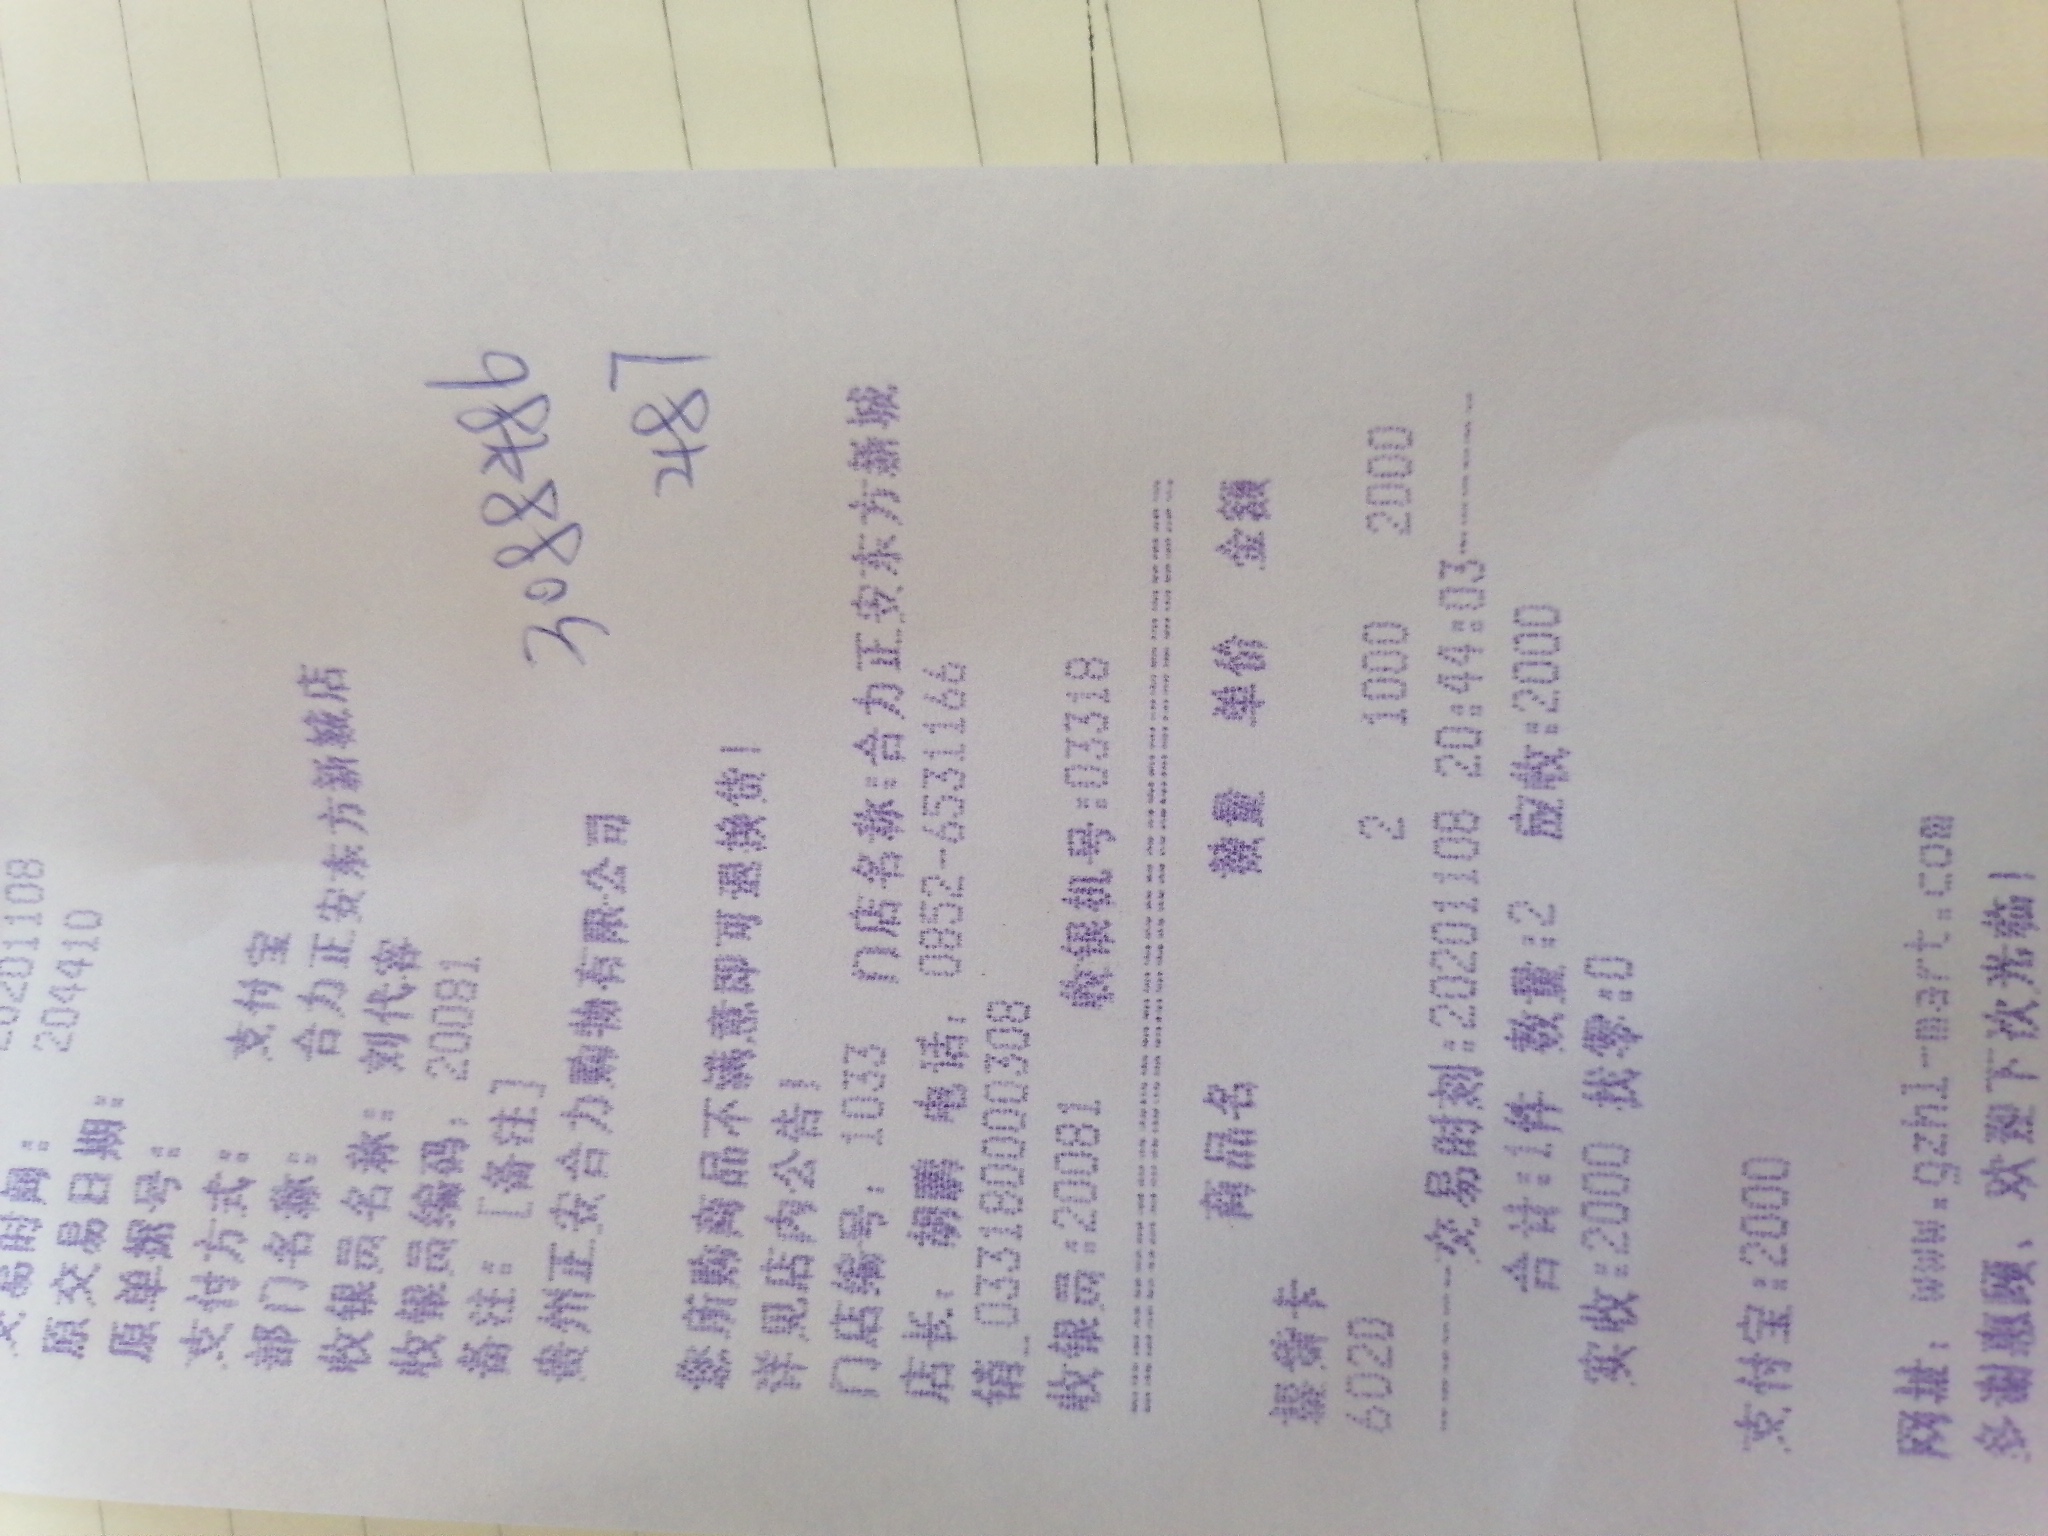 交易时间：
20201108
原交易日期：
204410
原单据号：
支付方式：
支付宝
部门名称：
合力正安东方新城店
收银员名称：
刘代容
收银员编码：
200081
备注：[备注]
贵州正安合力购物有限公司
3088486
487
您所购商品不满意即可退换货！
详见店内公告！
门店编号：1033 门店名称：合力正安东方新城
店长： 电话：0852-6531166
销_0331800000308
收银员：200081 收银机号：03318
================================
商品名 数量 单价 金额
提货卡
6020 2 1000 2000
--------交易时刻：20201108 20:44:03--------
合计：1件 数量：2 应收：2000
实收：2000 找零：0
支付宝：2000
网址：www.gzhl-mart.com
多谢惠顾、欢迎下次光临！